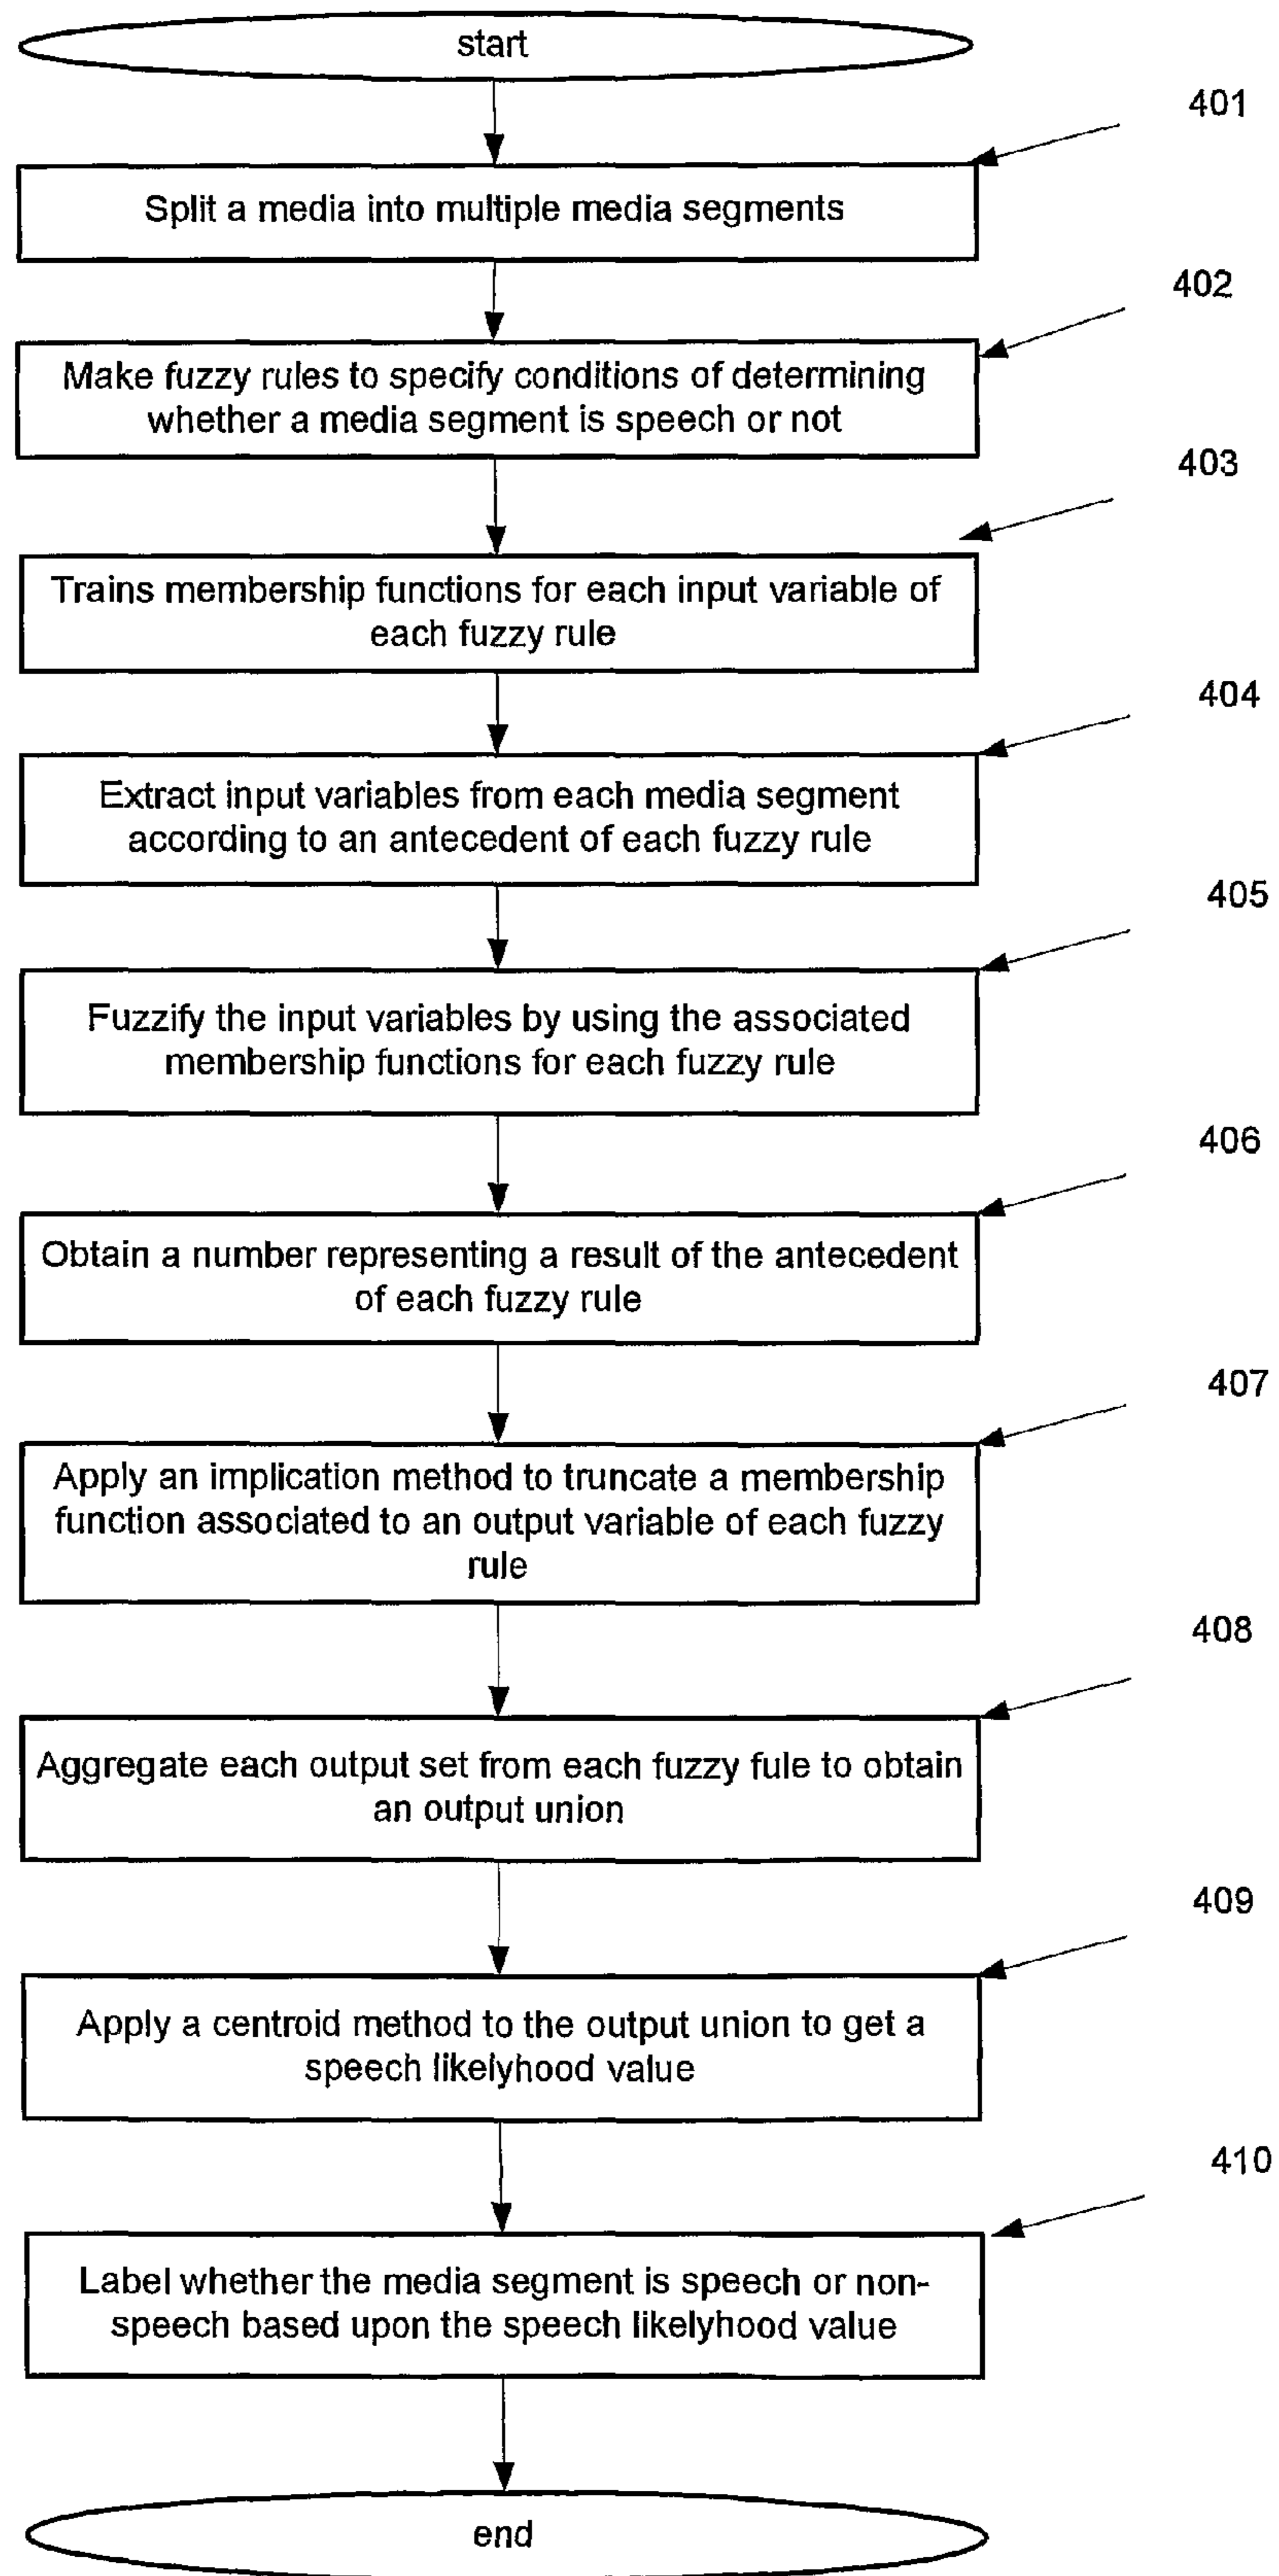 start
401
Split a media into multiple media segments
402
Make fuzzy rules to specify conditions of determining
whether a media segment is speech or not
403
Trains membership functions for each input variable of
each fuzzy rule
404
Extract input variables from each media segment
according to an antecedent of each fuzzy rule
405
Fuzzify the input variables by using the associated
membership functions for each fuzzy rule
406
Obtain a number representing a result of the antecedent
of each fuzzy rule
407
Apply an implication method to truncate a membership
function associated to an output variable of each fuzzy
rule
408
Aggregate each output set from each fuzzy fule to obtain
an output union
409
Apply a centroid method to the output union to get a
speech likelyhood value
410
Label whether the media segment is speech or non-
speech based upon the speech likelyhood value
end